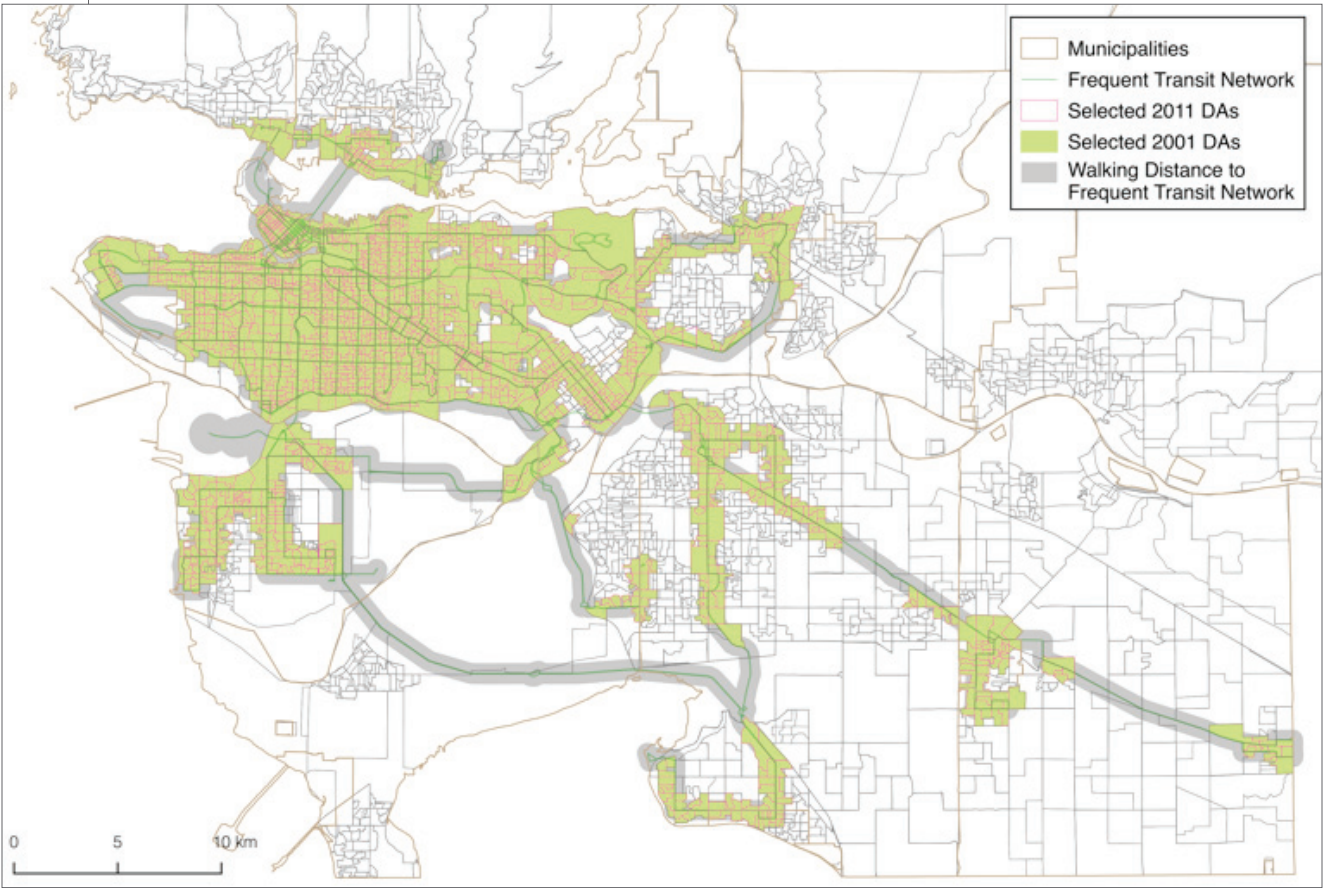 Municipalities
Frequent Transit Network
Selected 2011 DAs
Selected 2001 DAs
Walking Distance to
Frequent Transit Network
0 5 10 km